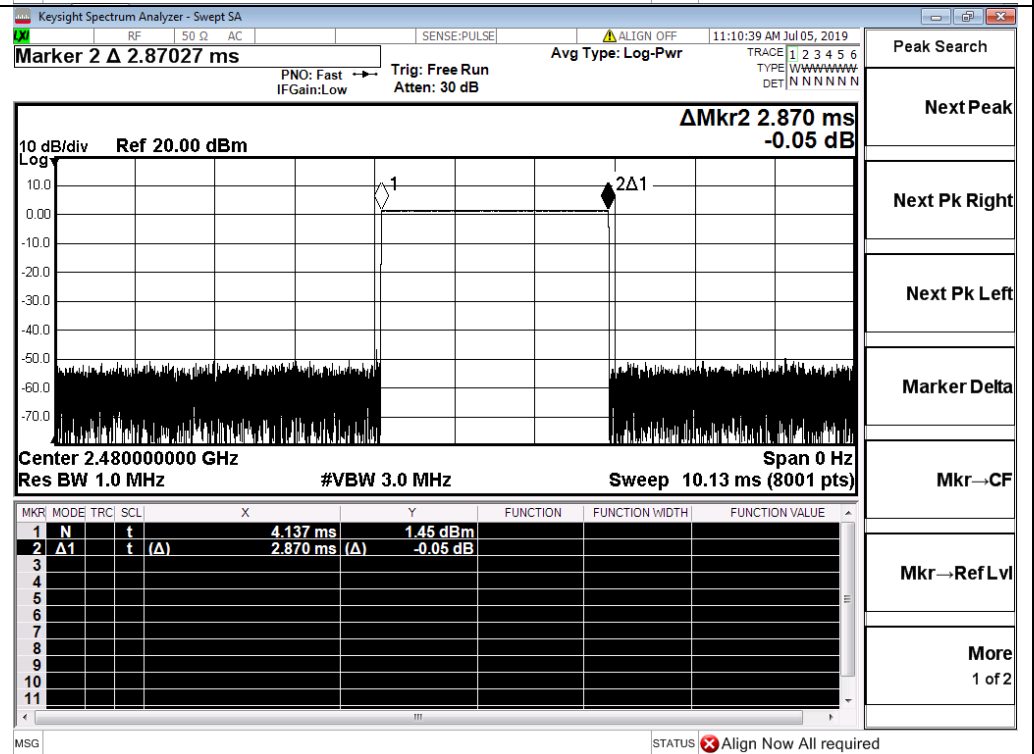 Keysight Spectrum Analyzer - Swept SA
LXI RF 50 Ω AC SENSE:PULSE ALIGN OFF 11:10:39 AM Jul 05, 2019
Marker 2 Δ 2.87027 ms
PNO: Fast
IFGain:Low
Trig: Free Run
Atten: 30 dB
Avg Type: Log-Pwr
TRACE 1 2 3 4 5 6
TYPE WWWWWW
DET N N N N N N
ΔMkr2 2.870 ms
-0.05 dB
10 dB/div Ref 20.00 dBm
Log
10.0
0.00
-10.0
-20.0
-30.0
-40.0
-50.0
-60.0
-70.0
1
2Δ1
Center 2.480000000 GHz Span 0 Hz
Res BW 1.0 MHz #VBW 3.0 MHz Sweep 10.13 ms (8001 pts)
MKR MODE TRC SCL X Y FUNCTION FUNCTION WIDTH FUNCTION VALUE
1 N t 4.137 ms 1.45 dBm
2 Δ1 t (Δ) 2.870 ms (Δ) -0.05 dB
3
4
5
6
7
8
9
10
11
MSG STATUS Align Now All required
Peak Search
Next Peak
Next Pk Right
Next Pk Left
Marker Delta
Mkr→CF
Mkr→Ref Lvl
More
1 of 2